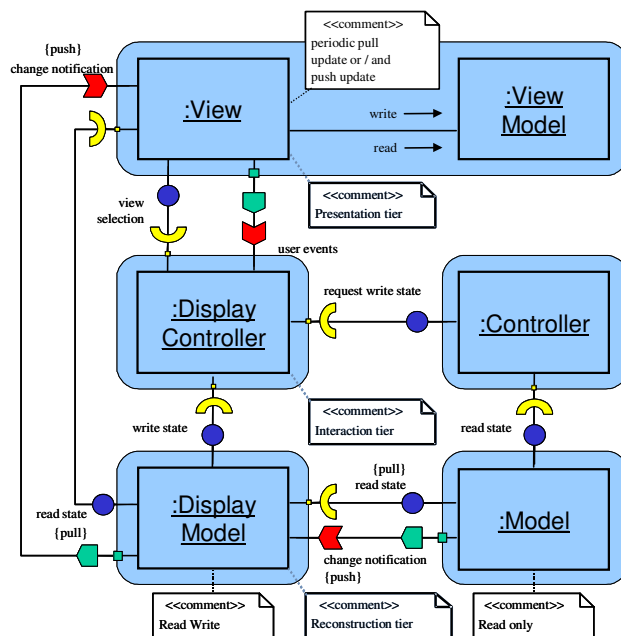 <<comment>>
periodic pull
update or / and
push update
{push}
change notification
:View
write
read
:View
Model
<<comment>>
Presentation tier
view
selection
user events
:Display
Controller
request write state
:Controller
<<comment>>
Interaction tier
write state
read state
{pull}
read state
:Display
Model
:Model
read state
{pull}
change notification
{push}
<<comment>>
Read Write
<<comment>>
Reconstruction tier
<<comment>>
Read only